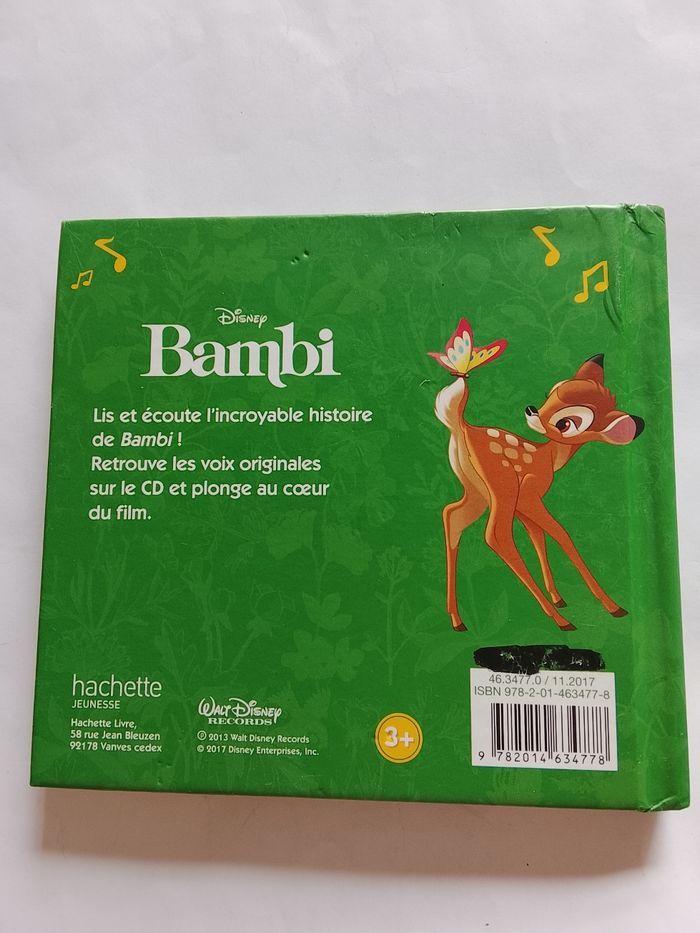 Disney
Bambi
Lis et écoute l'incroyable histoire
de Bambi !
Retrouve les voix originales
sur le CD et plonge au cœur
du film.
hachette
JEUNESSE
Hachette Livre,
58 rue Jean Bleuzen
92178 Vanves cedex
WALT DISNEY
RECORDS
℗ 2013 Walt Disney Records
© 2017 Disney Enterprises, Inc.
3+
46.3477.0 / 11.2017
ISBN 978-2-01-463477-8
9 782014 634778